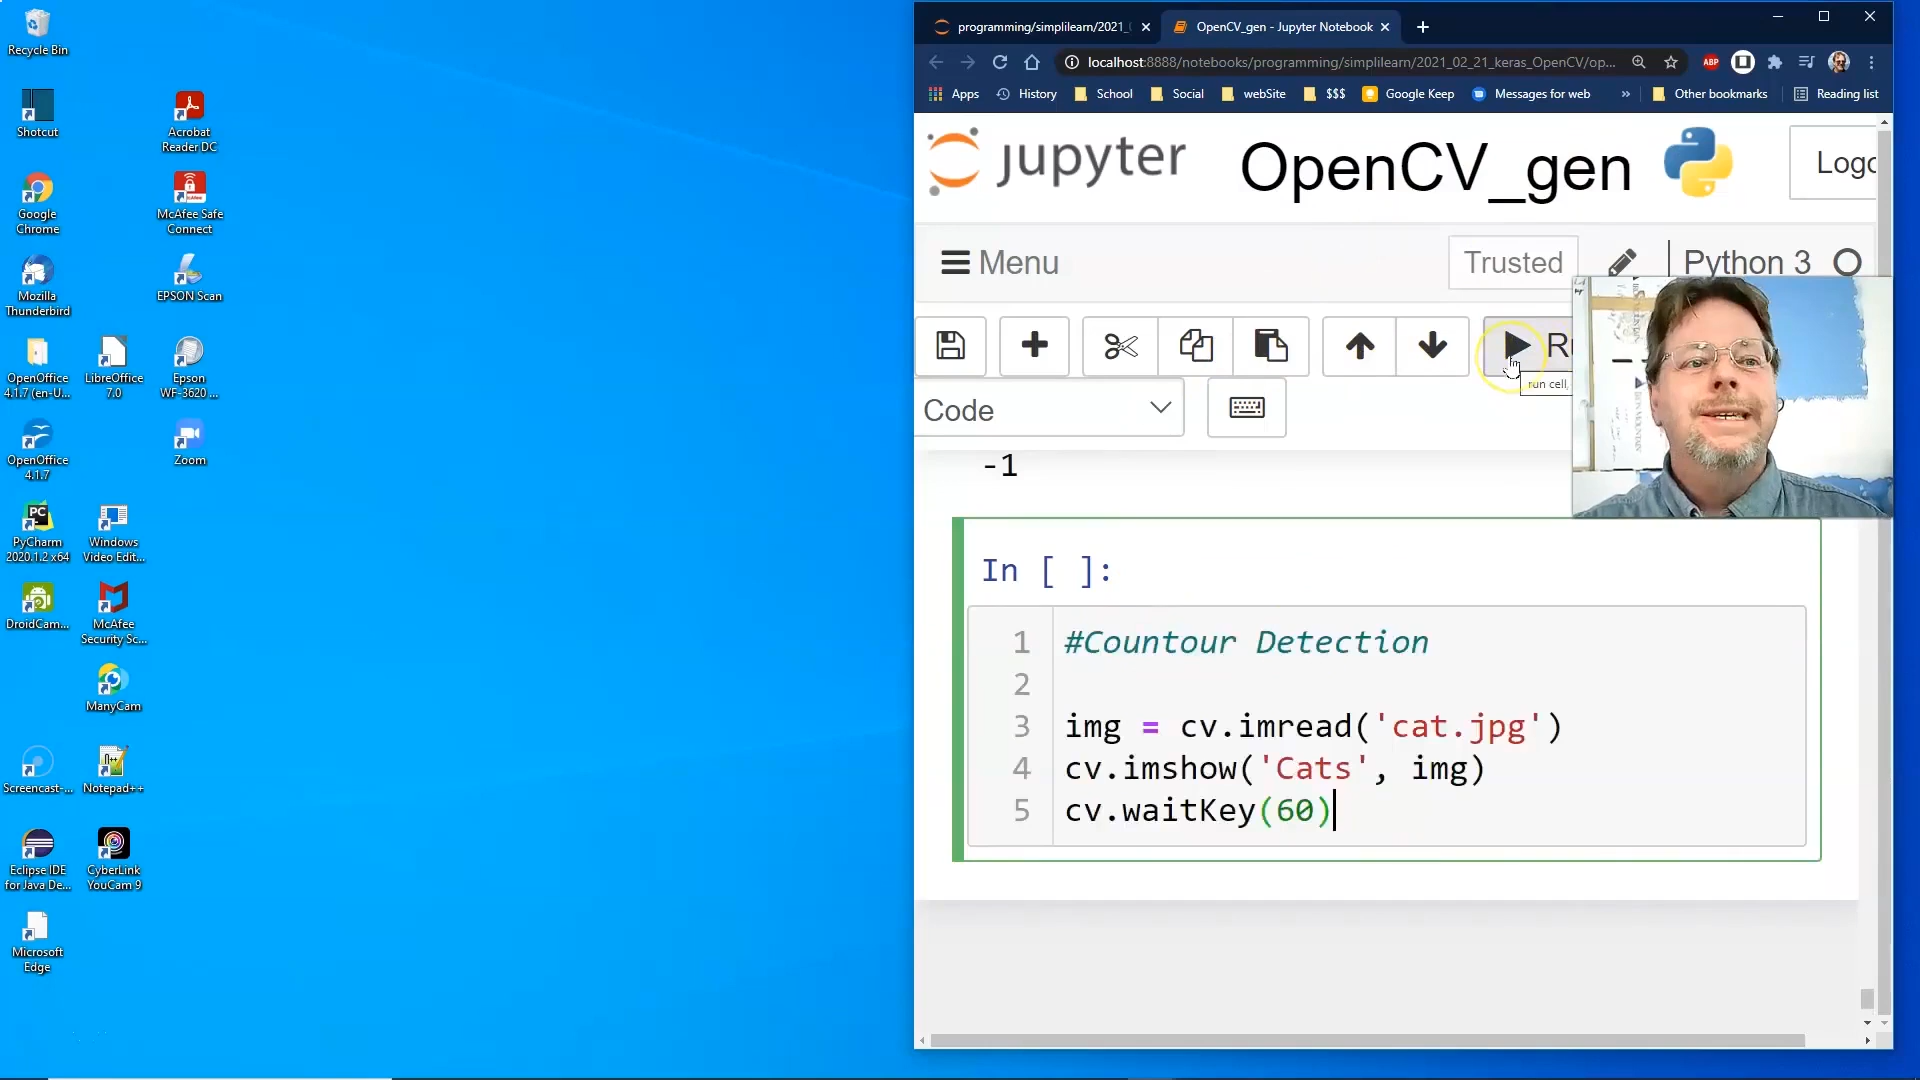 Recycle Bin
Shotcut
Acrobat
Reader DC
Google
Chrome
McAfee Safe
Connect
Mozilla
Thunderbird
EPSON Scan
OpenOffice
4.1.7 (en-U...
LibreOffice
7.0
Epson
WF-3620 ...
OpenOffice
4.1.7
Zoom
PC
PyCharm
2020.1.2 x64
Windows
Video Edit...
DroidCam...
McAfee
Security Sc...
ManyCam
Screencast-...
Notepad++
Eclipse IDE
for Java De...
CyberLink
YouCam 9
Microsoft
Edge
programming/simplilearn/2021_
OpenCV_gen - Jupyter Notebook
localhost:8888/notebooks/programming/simplilearn/2021_02_21_keras_OpenCV/op...
ABP
Apps
History
School
Social
webSite
$$$
Google Keep
Messages for web
»
Other bookmarks
Reading list
jupyter
OpenCV_gen
Logo
Menu
Trusted
Python 3
run cell,
Code
-1
In [ ]:
1 #Countour Detection
2
3 img = cv.imread('cat.jpg')
4 cv.imshow('Cats', img)
5 cv.waitKey(60)